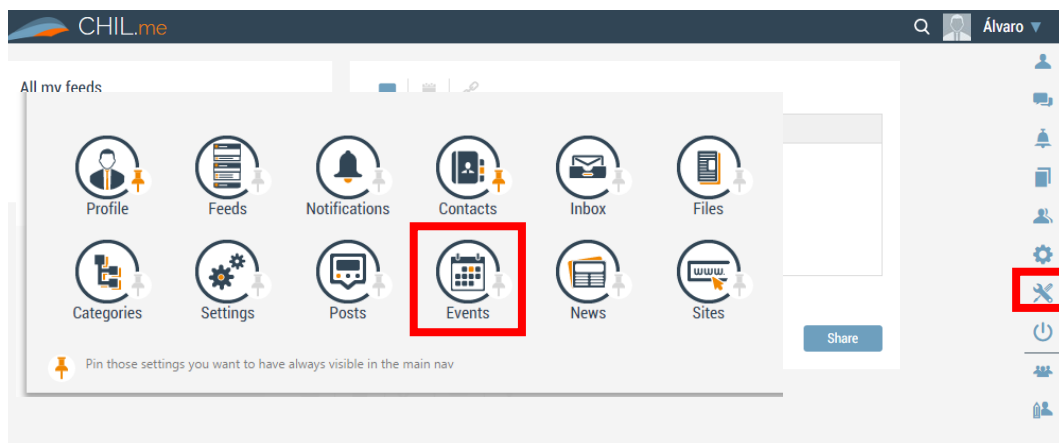 CHIL.me
Álvaro
All my feeds
Profile Feeds Notifications Contacts Inbox Files
Categories Settings Posts Events News Sites
www.
Share
Pin those settings you want to have always visible in the main nav